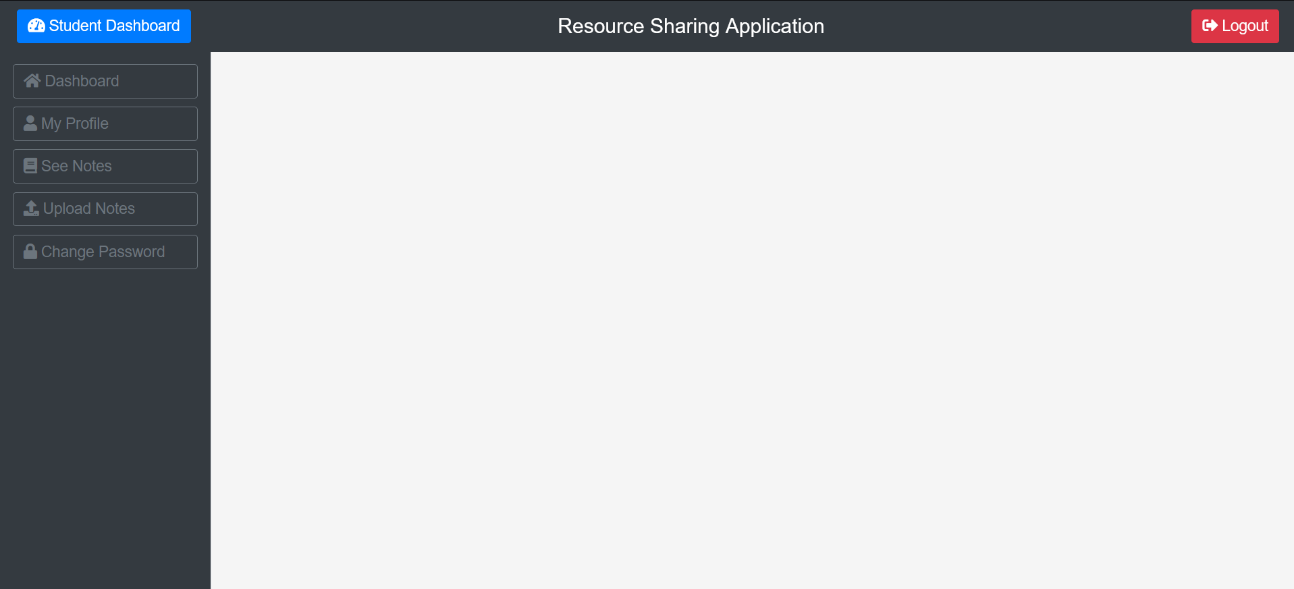 Student Dashboard
Resource Sharing Application
Logout
Dashboard
My Profile
See Notes
Upload Notes
Change Password